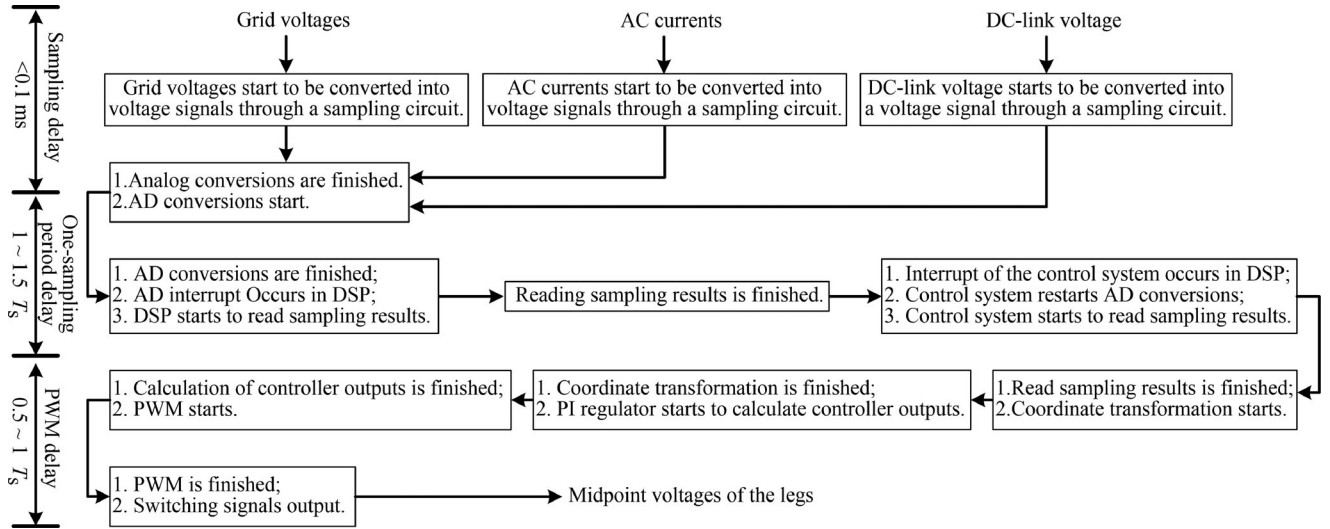 Sampling delay
<0.1 ms
One-sampling
period delay
1 ~ 1.5 Ts
PWM delay
0.5 ~ 1 Ts
Grid voltages
AC currents
DC-link voltage
Grid voltages start to be converted into
voltage signals through a sampling circuit.
AC currents start to be converted into
voltage signals through a sampling circuit.
DC-link voltage starts to be converted into
a voltage signal through a sampling circuit.
1.Analog conversions are finished.
2.AD conversions start.
1. AD conversions are finished;
2. AD interrupt Occurs in DSP;
3. DSP starts to read sampling results.
Reading sampling results is finished.
1. Interrupt of the control system occurs in DSP;
2. Control system restarts AD conversions;
3. Control system starts to read sampling results.
1.Read sampling results is finished;
2.Coordinate transformation starts.
1. Coordinate transformation is finished;
2. PI regulator starts to calculate controller outputs.
1. Calculation of controller outputs is finished;
2. PWM starts.
1. PWM is finished;
2. Switching signals output.
Midpoint voltages of the legs